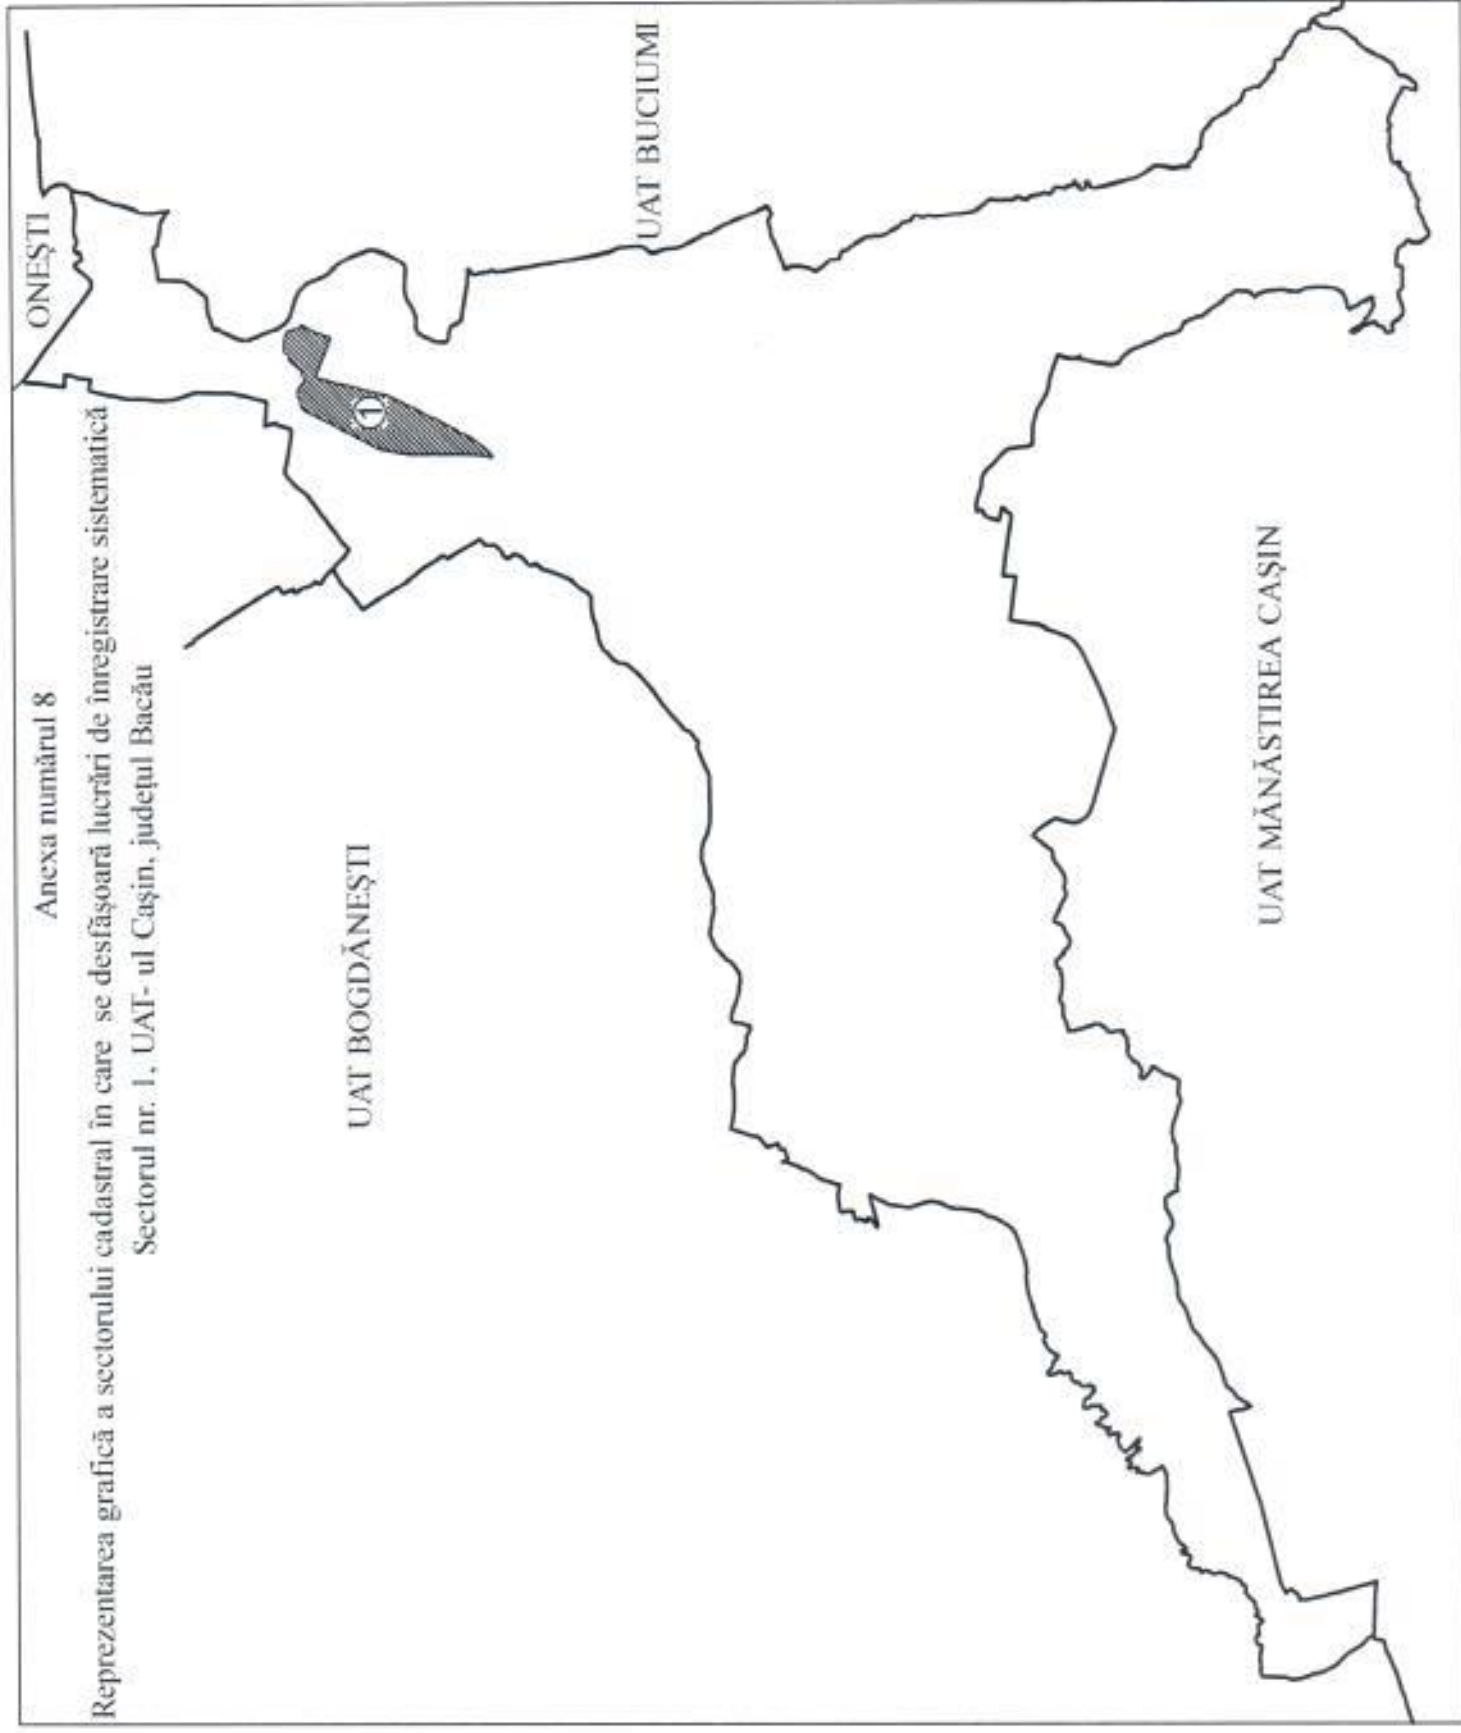 Anexa numărul 8
Reprezentarea grafică a sectorului cadastral în care se desfășoară lucrări de înregistrare sistematică
Sectorul nr. 1, UAT- ul Cașin, județul Bacău
ONEȘTI
UAT BUCIUMI
1
UAT BOGDĂNEȘTI
UAT MĂNĂSTIREA CAȘIN